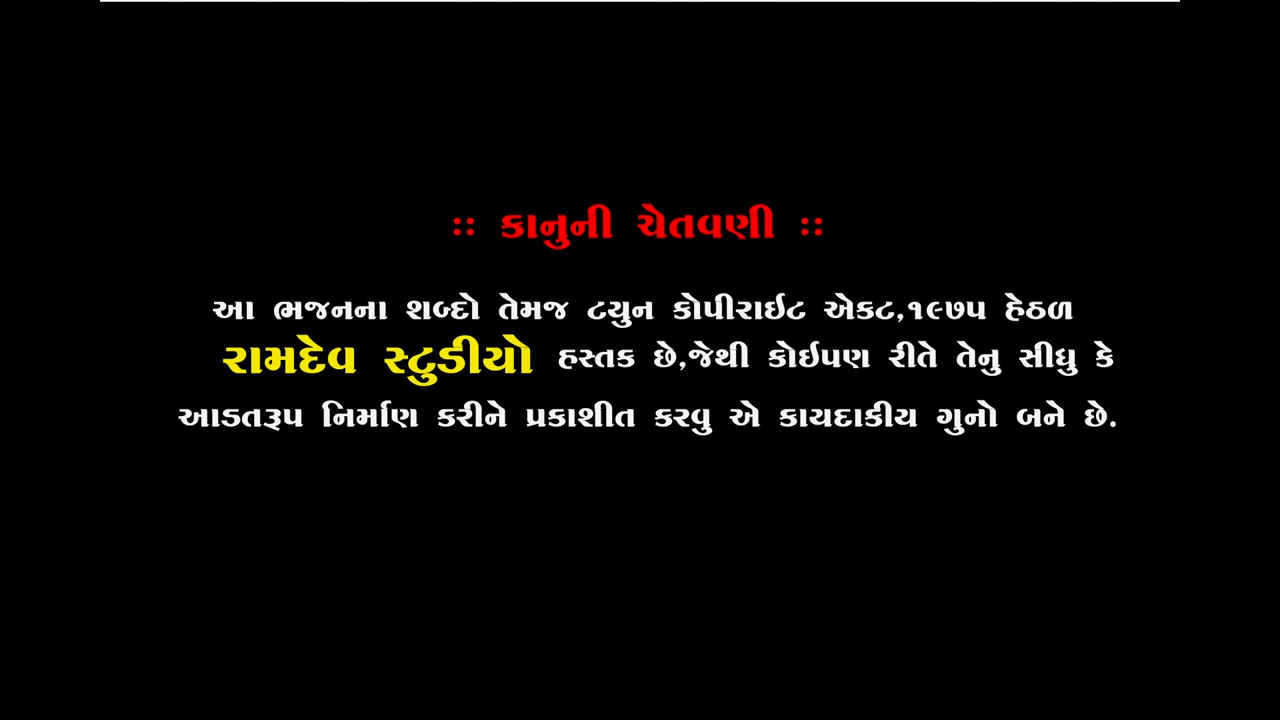 :: કાનુની ચેતવણી ::
આ ભજનના શબ્દો તેમજ ટયુન કોપીરાઈટ એકટ,૧૯૭૫ હેઠળ
રામદેવ સ્ટુડીયો હસ્તક છે,જેથી કોઈપણ રીતે તેનુ સીધુ કે
આડતરૂપ નિર્માણ કરીને પ્રકાશીત કરવુ એ કાયદાકીય ગુનો બને છે.